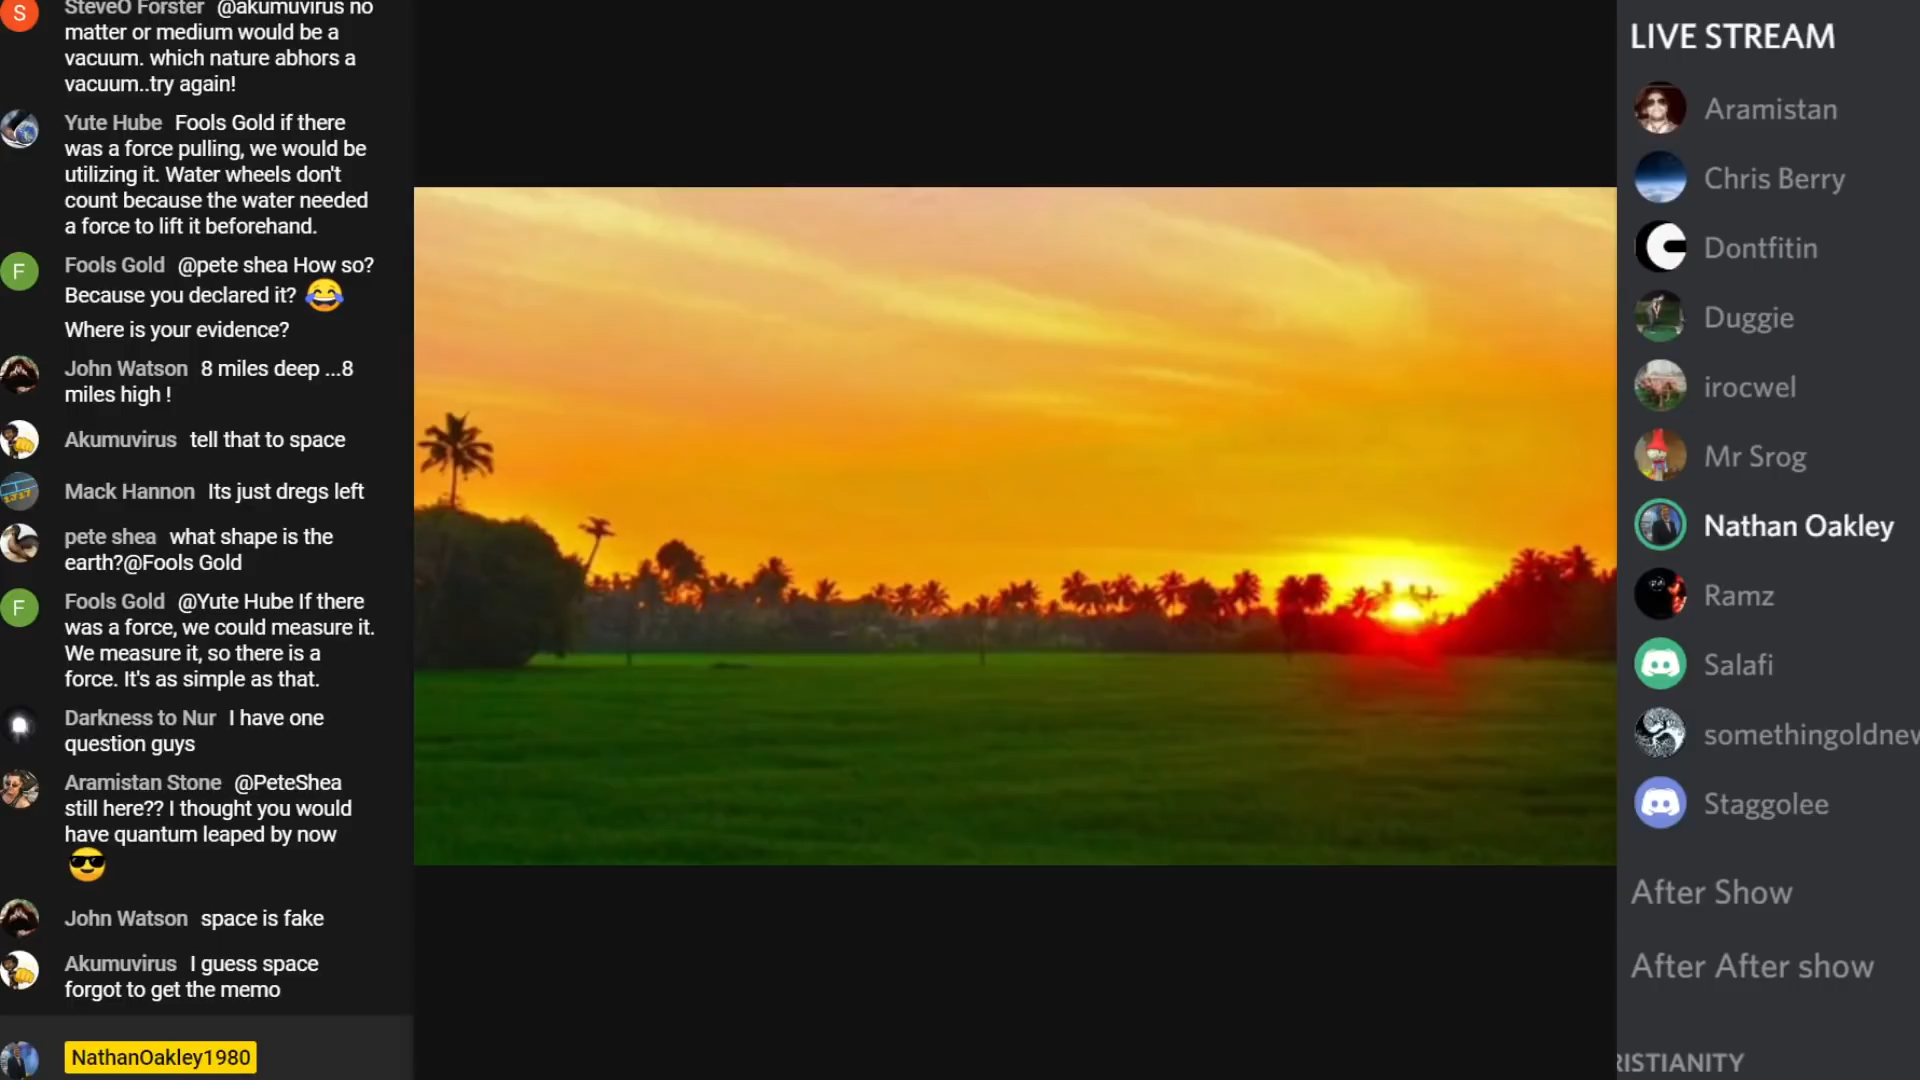 SteveO Forster @akumuvirus no
matter or medium would be a
vacuum. which nature abhors a
vacuum..try again!
Yute Hube Fools Gold if there
was a force pulling, we would be
utilizing it. Water wheels don't
count because the water needed
a force to lift it beforehand.
F
Fools Gold @pete shea How so?
Because you declared it? 😂
Where is your evidence?
John Watson 8 miles deep ...8
miles high !
Akumuvirus tell that to space
Mack Hannon Its just dregs left
pete shea what shape is the
earth?@Fools Gold
F
Fools Gold @Yute Hube If there
was a force, we could measure it.
We measure it, so there is a
force. It's as simple as that.
Darkness to Nur I have one
question guys
Aramistan Stone @PeteShea
still here?? I thought you would
have quantum leaped by now
😎
John Watson space is fake
Akumuvirus I guess space
forgot to get the memo
NathanOakley1980
S
LIVE STREAM
Aramistan
Chris Berry
Dontfitin
Duggie
irocwel
Mr Srog
Nathan Oakley
Ramz
Salafi
somethingoldnew
Staggolee
After Show
After After show
RISTIANITY